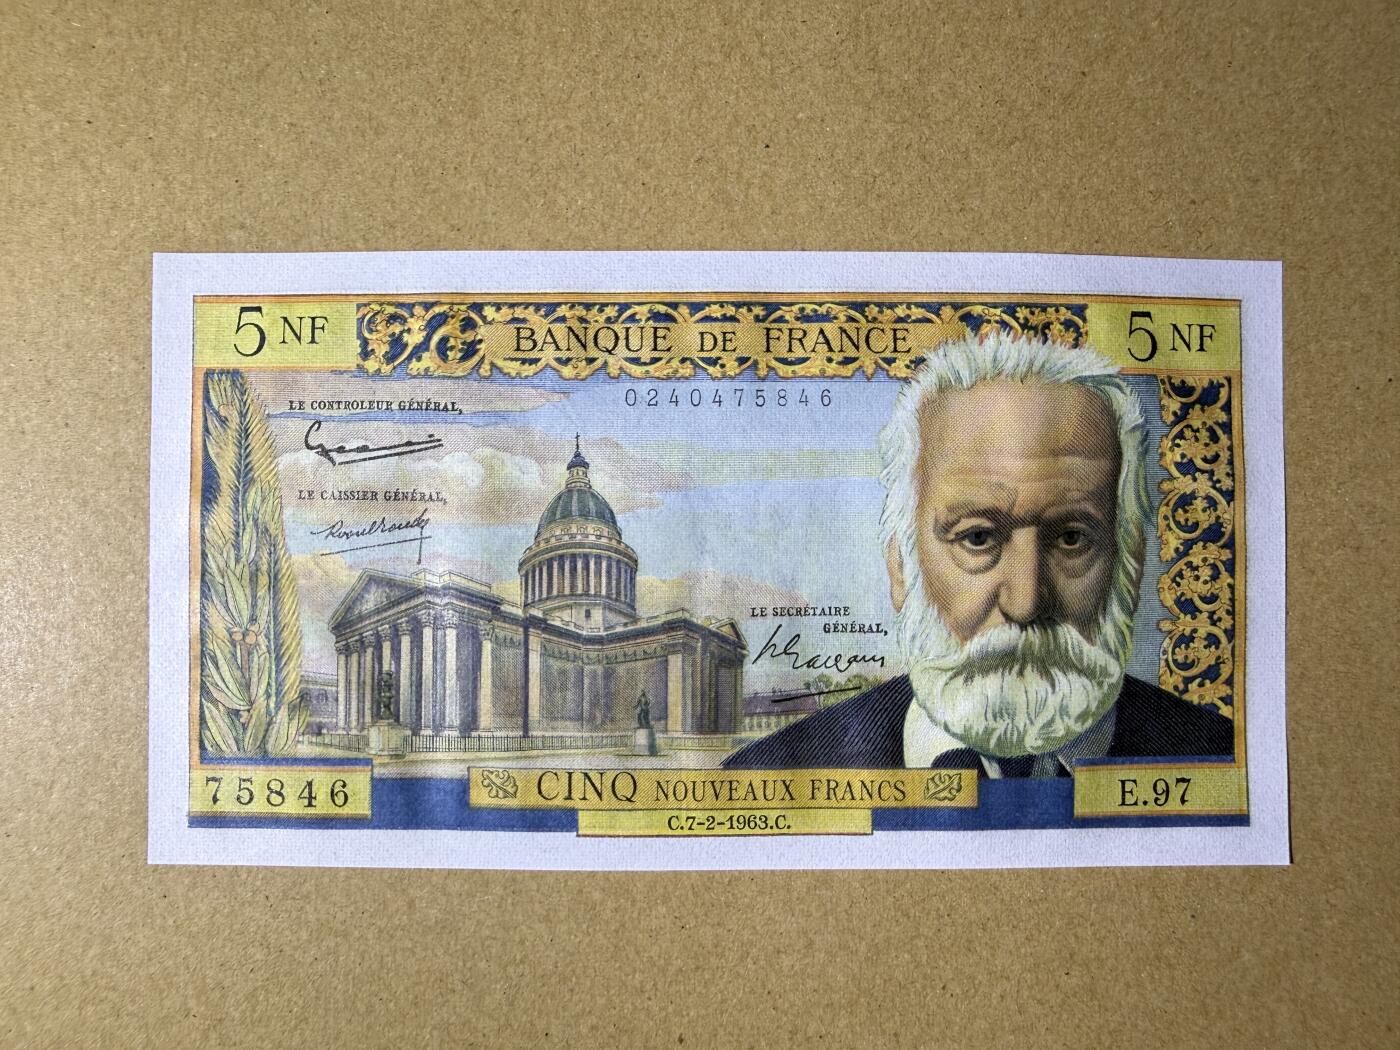 5 NF
BANQUE DE FRANCE
5 NF
0240475846
LE CONTROLEUR GÉNÉRAL,
LE CAISSIER GÉNÉRAL,
LE SECRÉTAIRE
GÉNÉRAL,
75846
CINQ NOUVEAUX FRANCS
E.97
C.7-2-1963.C.